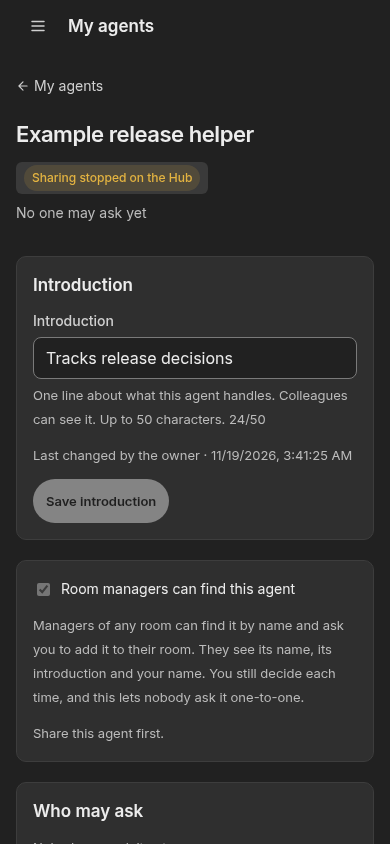 My agents
My agents
Example release helper
Sharing stopped on the Hub
No one may ask yet
Introduction
Introduction
Tracks release decisions
One line about what this agent handles. Colleagues
can see it. Up to 50 characters. 24/50
Last changed by the owner · 11/19/2026, 3:41:25 AM
Save introduction
Room managers can find this agent
Managers of any room can find it by name and ask
you to add it to their room. They see its name, its
introduction and your name. You still decide each
time, and this lets nobody ask it one-to-one.
Share this agent first.
Who may ask